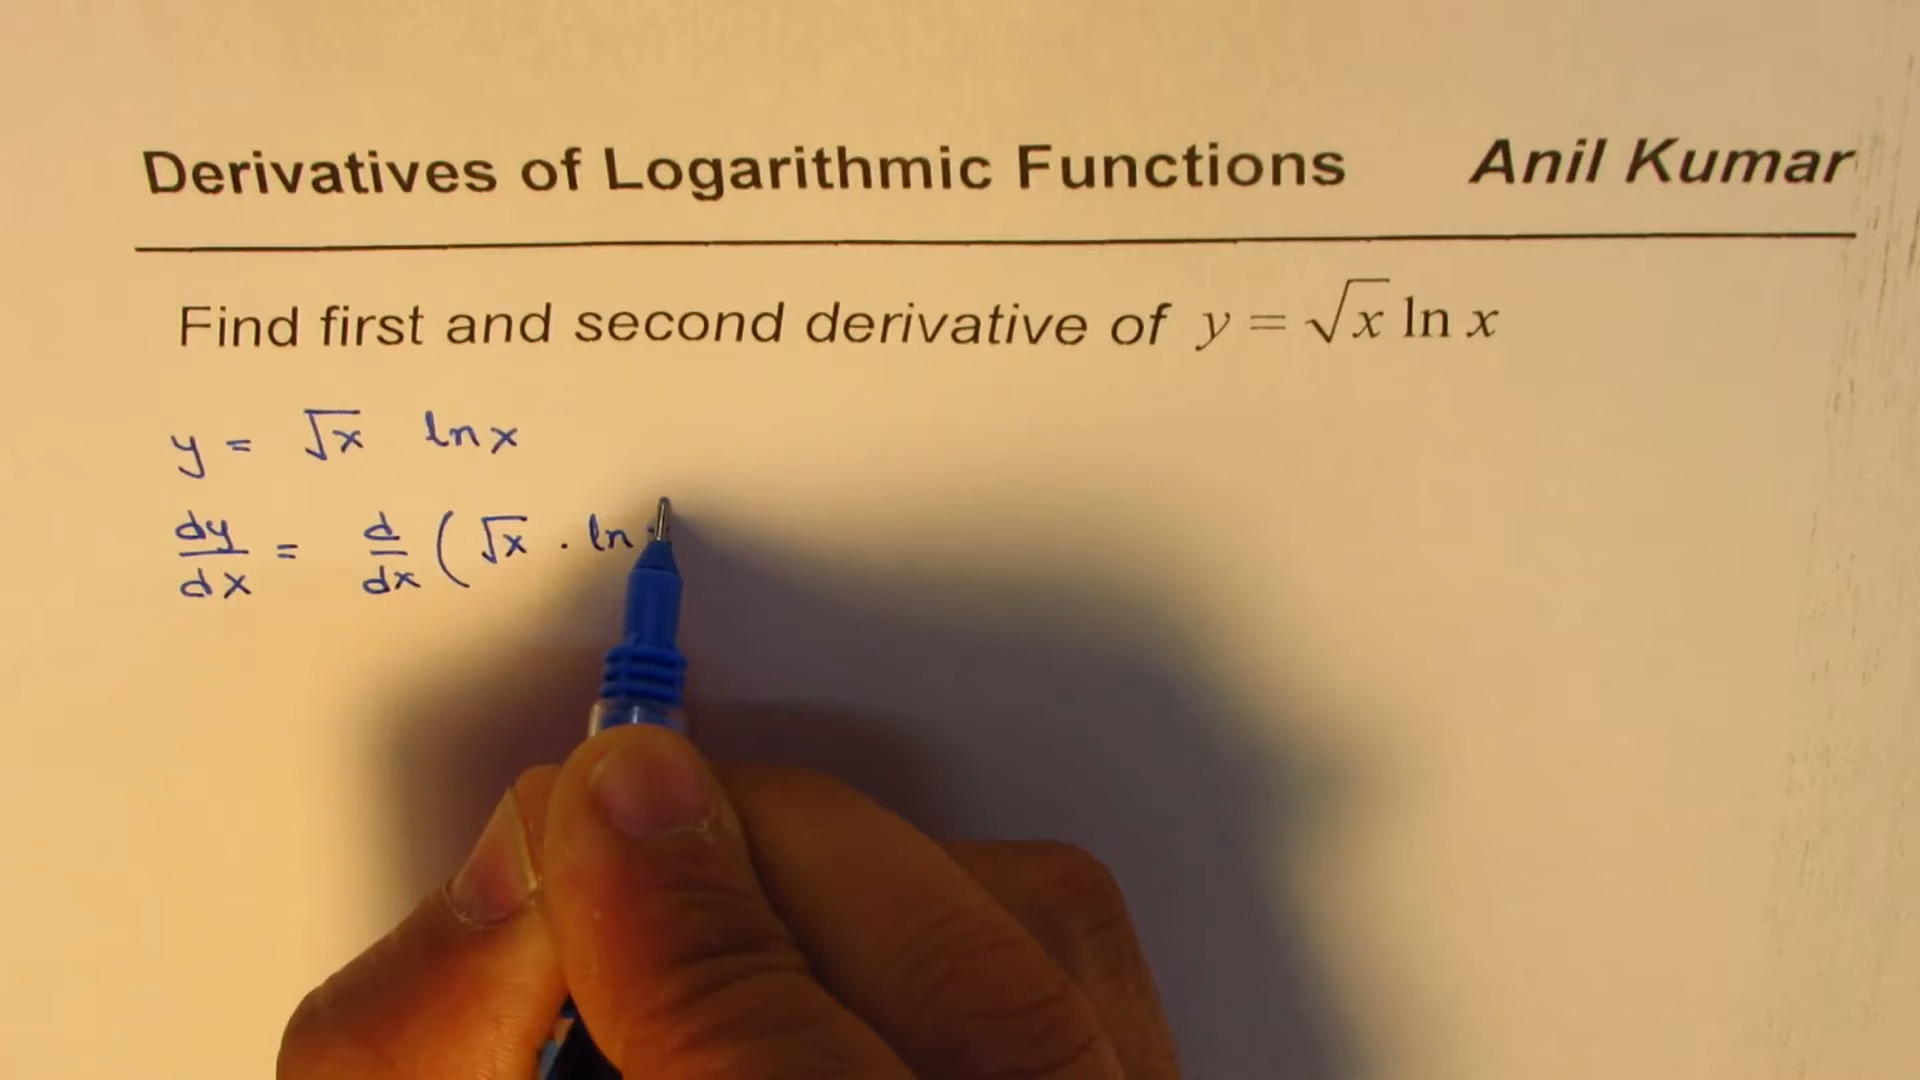 Derivatives of Logarithmic Functions Anil Kumar
Find first and second derivative of y = √x ln x
y = √x ln x
dy/dx = d/dx ( √x · ln